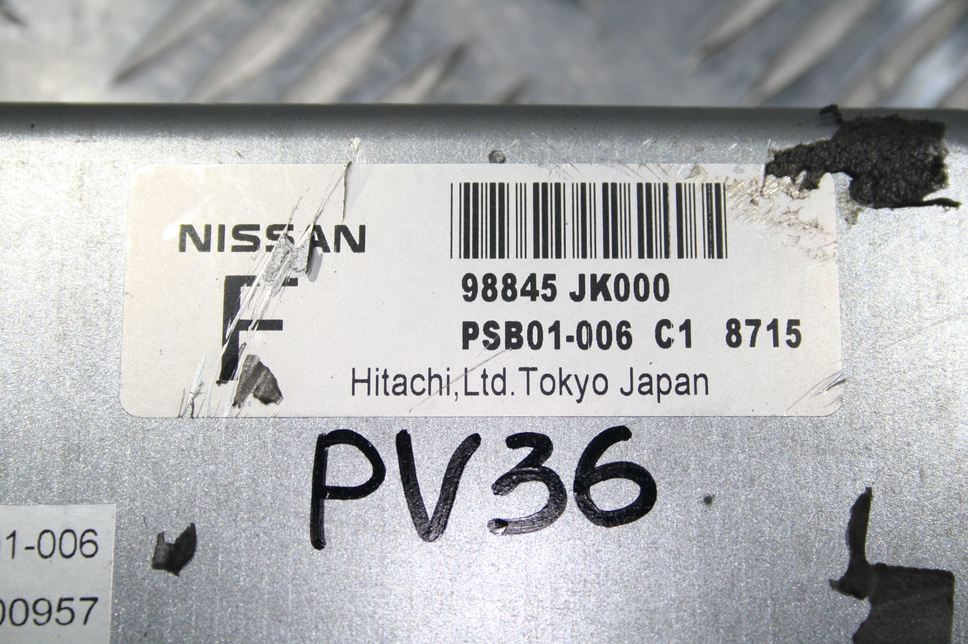 NISSAN
F
98845 JK000
PSB01-006 C1 8715
Hitachi,Ltd.Tokyo Japan
PV36
1-006
00957